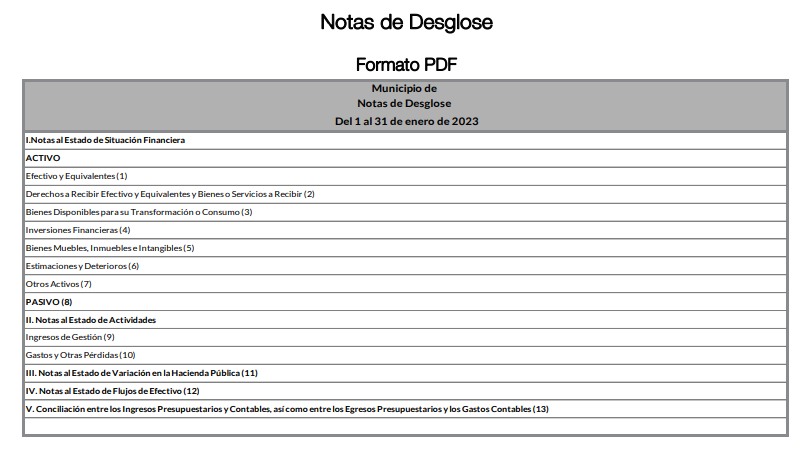 Notas de Desglose
Formato PDF
Municipio de
Notas de Desglose
Del 1 al 31 de enero de 2023
I.Notas al Estado de Situación Financiera
ACTIVO
Efectivo y Equivalentes (1)
Derechos a Recibir Efectivo y Equivalentes y Bienes o Servicios a Recibir (2)
Bienes Disponibles para su Transformación o Consumo (3)
Inversiones Financieras (4)
Bienes Muebles, Inmuebles e Intangibles (5)
Estimaciones y Deterioros (6)
Otros Activos (7)
PASIVO (8)
II. Notas al Estado de Actividades
Ingresos de Gestión (9)
Gastos y Otras Pérdidas (10)
III. Notas al Estado de Variación en la Hacienda Pública (11)
IV. Notas al Estado de Flujos de Efectivo (12)
V. Conciliación entre los Ingresos Presupuestarios y Contables, así como entre los Egresos Presupuestarios y los Gastos Contables (13)